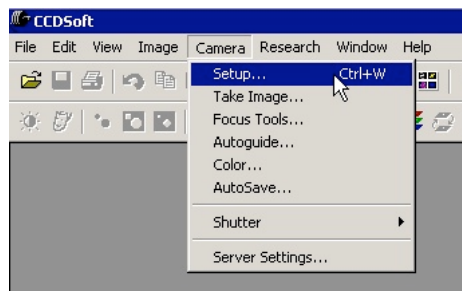 CCDSoft
File Edit View Image Camera Research Window Help
Setup... Ctrl+W
Take Image...
Focus Tools...
Autoguide...
Color...
AutoSave...
Shutter
Server Settings...